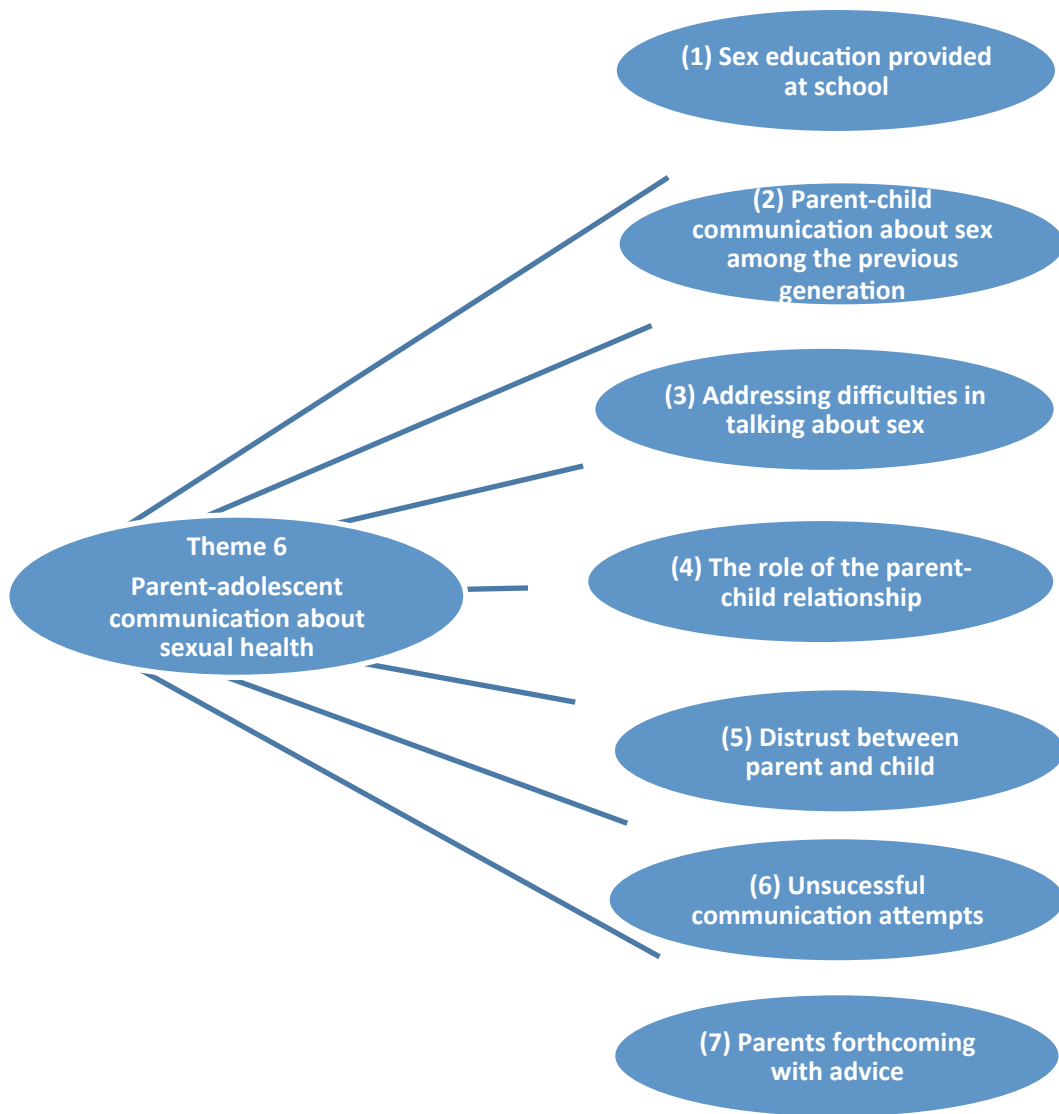 (1) Sex education provided
at school
(2) Parent-child
communication about sex
among the previous
generation
(3) Addressing difficulties in
talking about sex
Theme 6
Parent-adolescent
communication about
sexual health
(4) The role of the parent-
child relationship
(5) Distrust between
parent and child
(6) Unsucessful
communication attempts
(7) Parents forthcoming
with advice